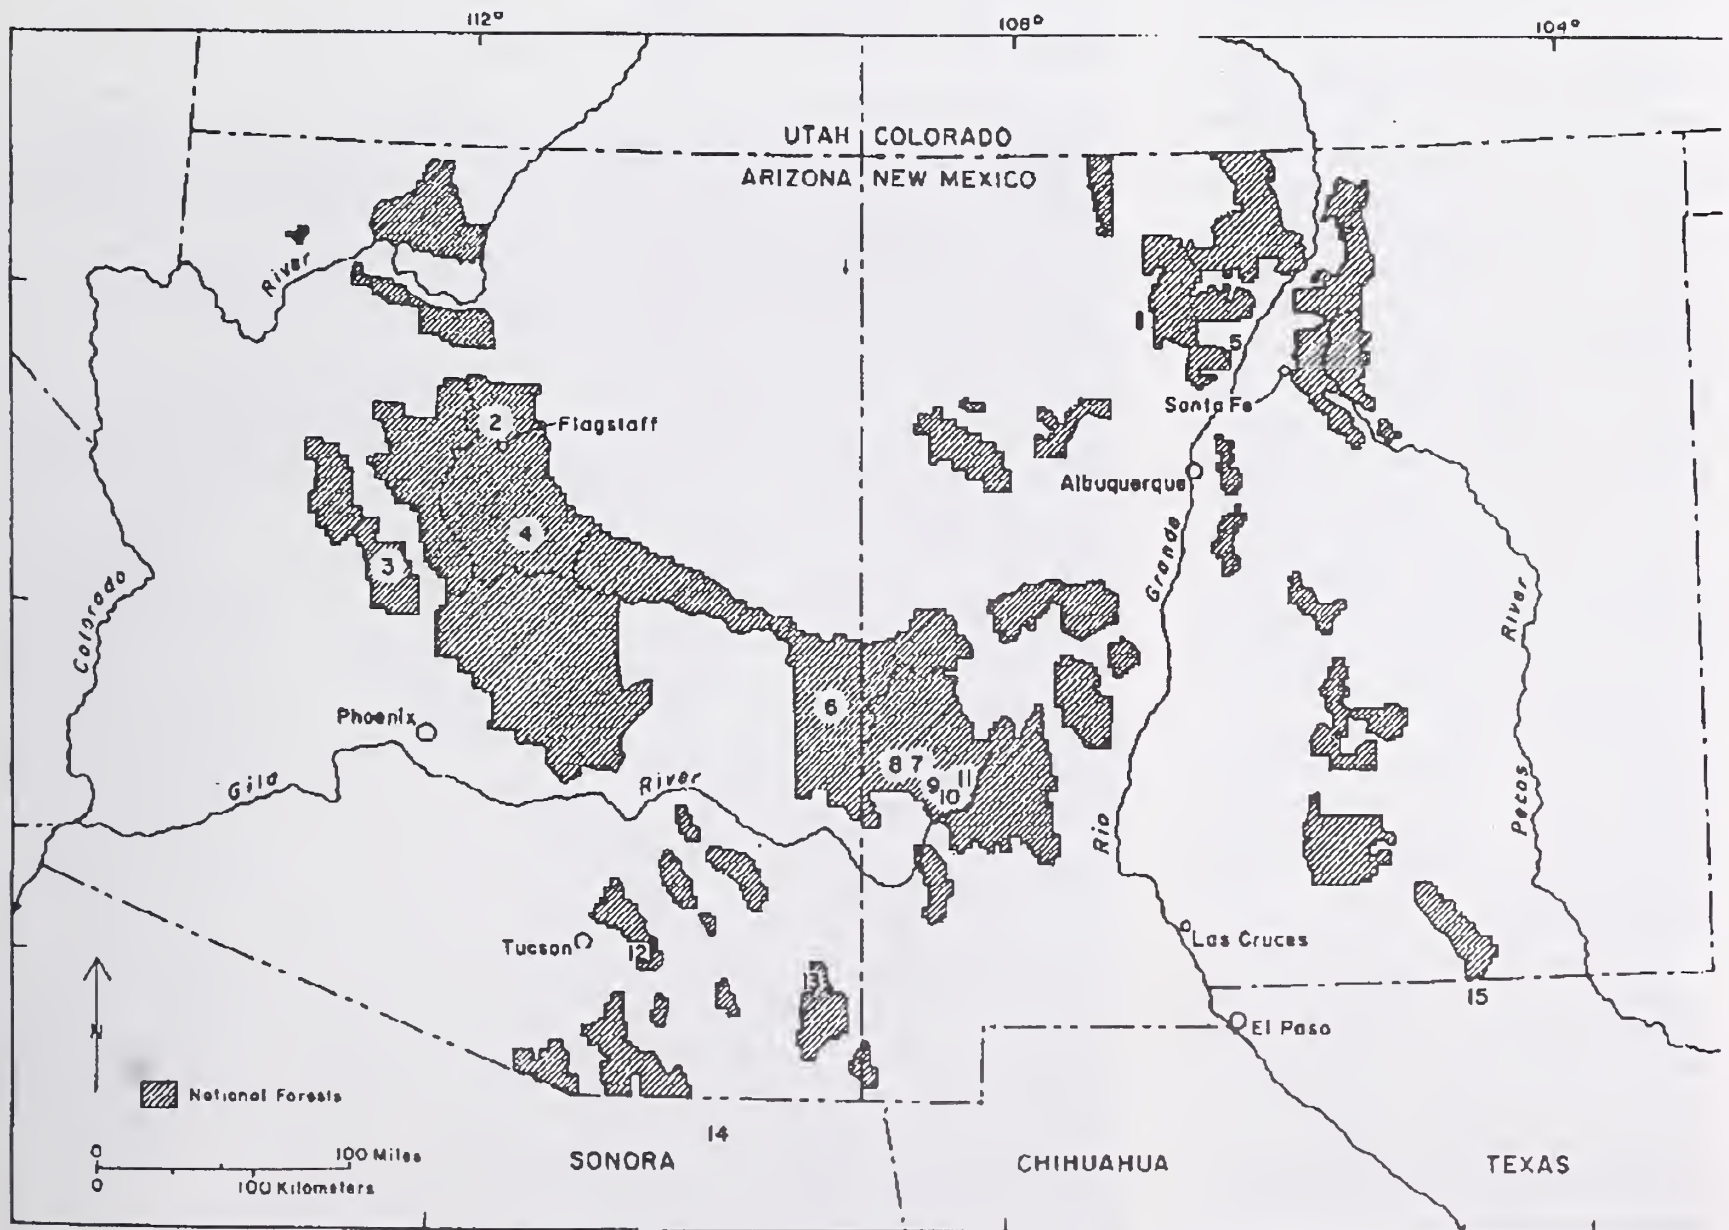 112° 108° 104°
UTAH COLORADO
ARIZONA NEW MEXICO
River
5
Santa Fe
2 Flagstaff
Albuquerque
4
3
Grande
Colorado
River
6
Phoenix
8 7 11
9
10
Gila River
Rio
Pecos
Tucson 12
Las Cruces
13
15
El Paso
N
National Forests
14
0 100 Miles
0 100 Kilometers
SONORA CHIHUAHUA TEXAS